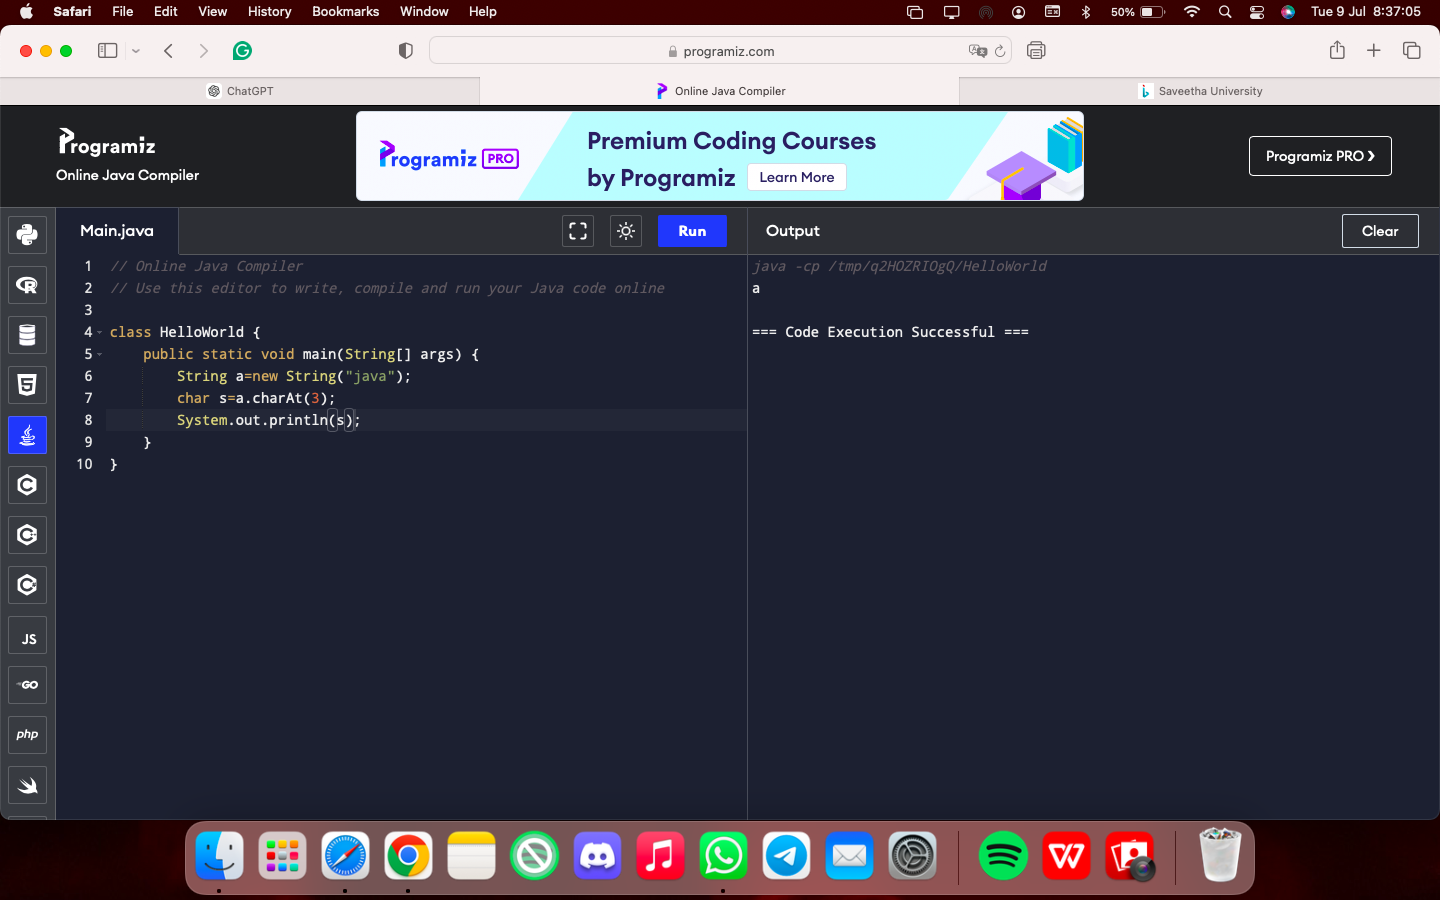 Safari File Edit View History Bookmarks Window Help 50% Tue 9 Jul 8:37:05
programiz.com
ChatGPT Online Java Compiler Saveetha University
Programiz
Online Java Compiler
Programiz PRO
Premium Coding Courses
by Programiz Learn More
Programiz PRO ❯
Main.java Run Output Clear
1 // Online Java Compiler
2 // Use this editor to write, compile and run your Java code online
3
4 class HelloWorld {
5     public static void main(String[] args) {
6         String a=new String("java");
7         char s=a.charAt(3);
8         System.out.println(s);
9     }
10 }
java -cp /tmp/q2HOZRIOgQ/HelloWorld
a
=== Code Execution Successful ===
R
5
C
C
C
JS
GO
php
W